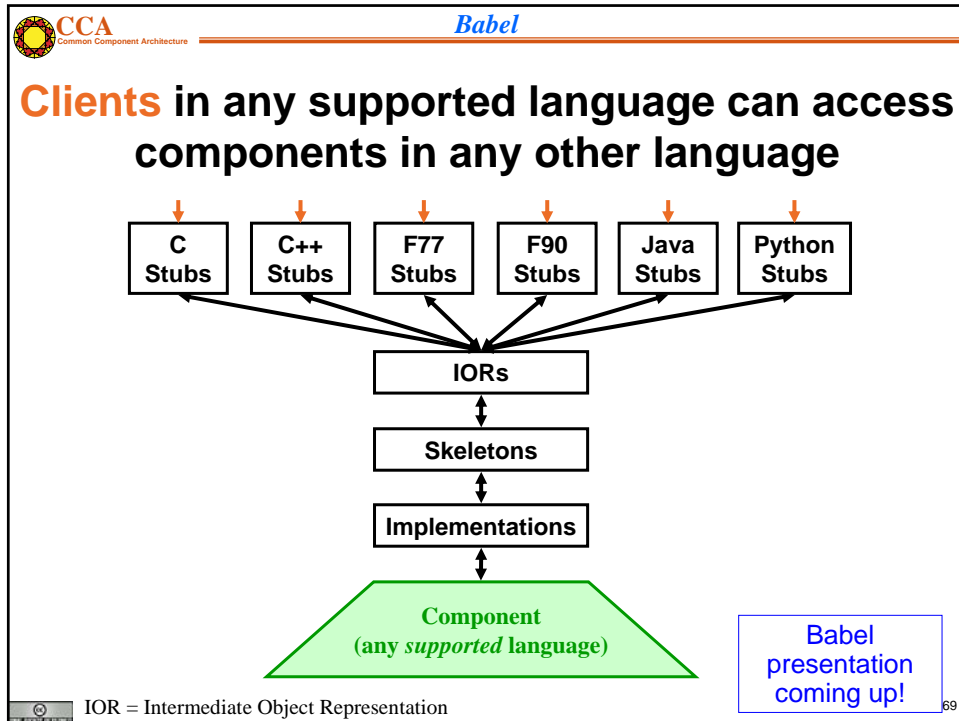 CCA
Common Component Architecture
Babel
Clients in any supported language can access
components in any other language
C
Stubs
C++
Stubs
F77
Stubs
F90
Stubs
Java
Stubs
Python
Stubs
IORs
Skeletons
Implementations
Component
(any supported language)
Babel
presentation
coming up!
IOR = Intermediate Object Representation
69